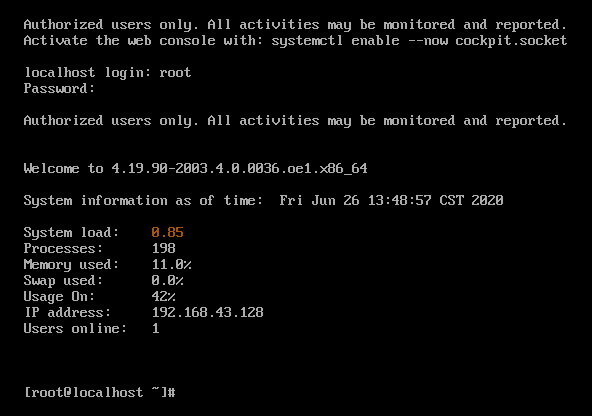 Authorized users only. All activities may be monitored and reported.
Activate the web console with: systemctl enable --now cockpit.socket
localhost login: root
Password:
Authorized users only. All activities may be monitored and reported.
Welcome to 4.19.90-2003.4.0.0036.oe1.x86_64
System information as of time:  Fri Jun 26 13:48:57 CST 2020
System load:    0.85
Processes:      198
Memory used:    11.0%
Swap used:      0.0%
Usage On:       42%
IP address:     192.168.43.128
Users online:   1
[root@localhost ~]#